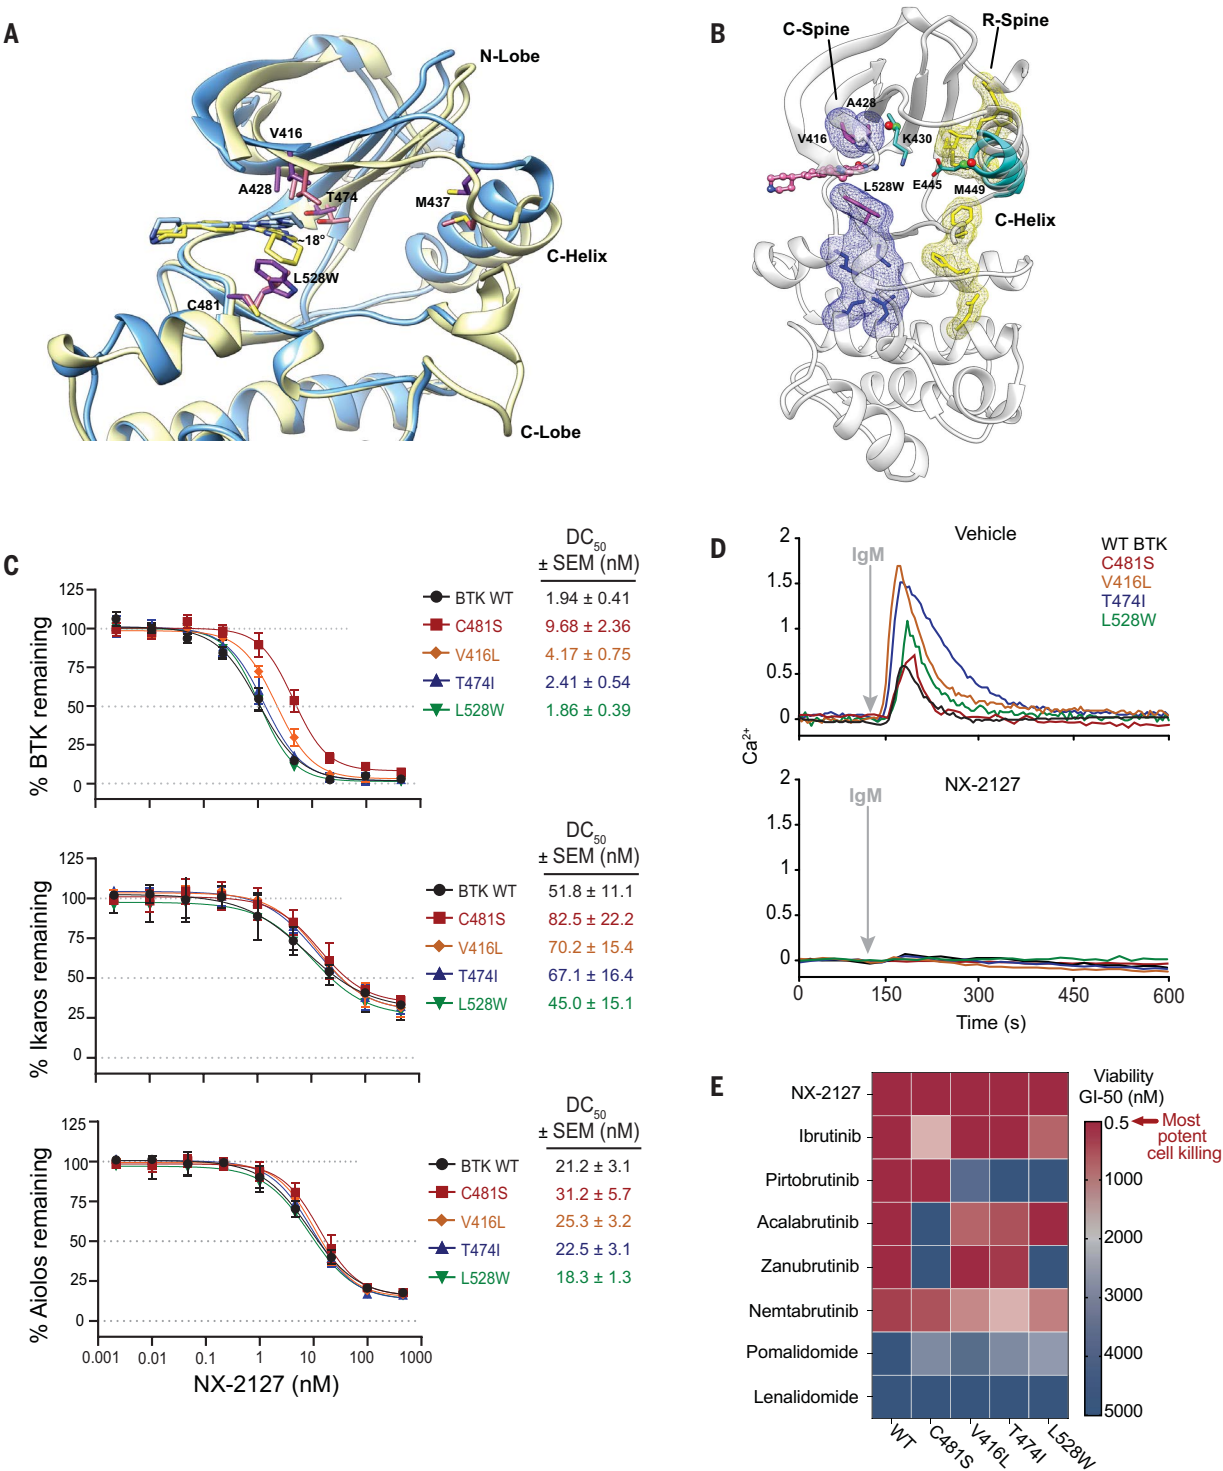 A
N-Lobe
V416
A428
T474
M437
~18°
C-Helix
L528W
C481
C-Lobe
B
C-Spine
R-Spine
A428
V416
K430
L528W
E445
M449
C-Helix
C
DC50
± SEM (nM)
BTK WT 1.94 ± 0.41
C481S 9.68 ± 2.36
V416L 4.17 ± 0.75
T474I 2.41 ± 0.54
L528W 1.86 ± 0.39
% BTK remaining
125
100
75
50
25
0
DC50
± SEM (nM)
BTK WT 51.8 ± 11.1
C481S 82.5 ± 22.2
V416L 70.2 ± 15.4
T474I 67.1 ± 16.4
L528W 45.0 ± 15.1
% Ikaros remaining
125
100
75
50
25
0
DC50
± SEM (nM)
BTK WT 21.2 ± 3.1
C481S 31.2 ± 5.7
V416L 25.3 ± 3.2
T474I 22.5 ± 3.1
L528W 18.3 ± 1.3
% Aiolos remaining
125
100
75
50
25
0
0.001 0.01 0.1 1 10 100 1000
NX-2127 (nM)
D
Vehicle
IgM
WT BTK
C481S
V416L
T474I
L528W
2
1.5
1
0.5
0
Ca2+
NX-2127
IgM
2
1.5
1
0.5
0
0 150 300 450 600
Time (s)
E
NX-2127
Ibrutinib
Pirtobrutinib
Acalabrutinib
Zanubrutinib
Nemtabrutinib
Pomalidomide
Lenalidomide
WT
C481S
V416L
T474I
L528W
Viability
GI-50 (nM)
0.5
1000
2000
3000
4000
5000
Most
potent
cell killing